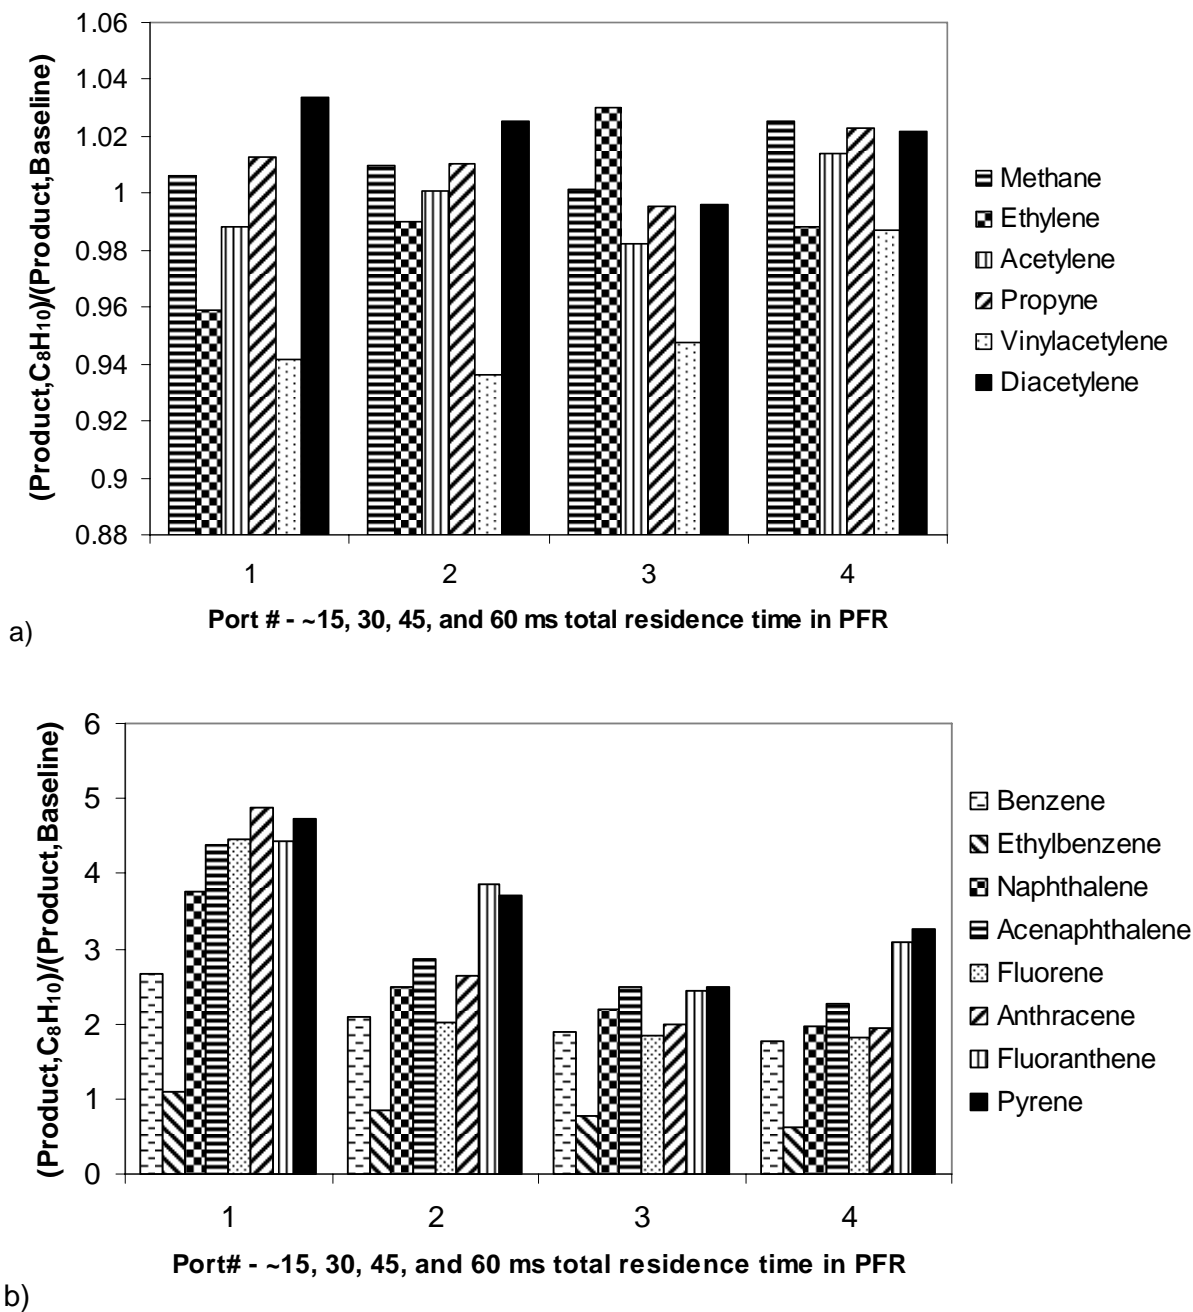 (Product,C₈H₁₀)/(Product,Baseline)
1.06
1.04
1.02
1
0.98
0.96
0.94
0.92
0.9
0.88
1 2 3 4
Port # - ~15, 30, 45, and 60 ms total residence time in PFR
Methane
Ethylene
Acetylene
Propyne
Vinylacetylene
Diacetylene
a)
(Product,C₈H₁₀)/(Product,Baseline)
6
5
4
3
2
1
0
1 2 3 4
Port# - ~15, 30, 45, and 60 ms total residence time in PFR
Benzene
Ethylbenzene
Naphthalene
Acenaphthalene
Fluorene
Anthracene
Fluoranthene
Pyrene
b)